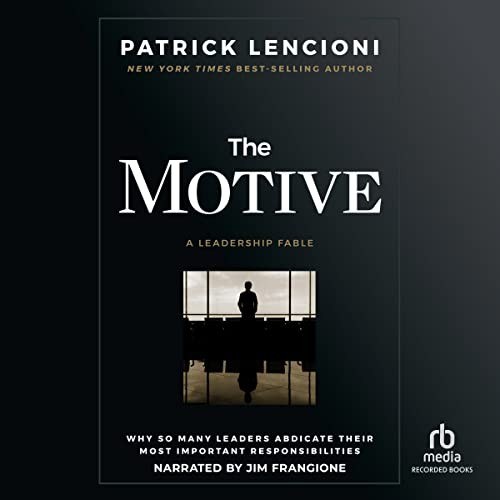 PATRICK LENCIONI
NEW YORK TIMES BEST-SELLING AUTHOR
The
MOTIVE
A LEADERSHIP FABLE
WHY SO MANY LEADERS ABDICATE THEIR
MOST IMPORTANT RESPONSIBILITIES
NARRATED BY JIM FRANGIONE
rb
media
RECORDED BOOKS